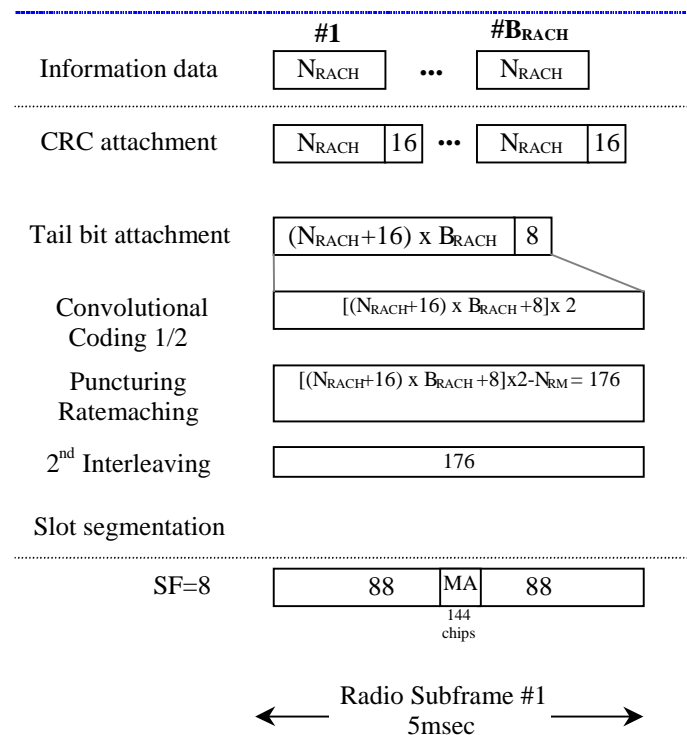 #1 #BRACH
Information data NRACH ... NRACH
CRC attachment NRACH 16 ... NRACH 16
Tail bit attachment (NRACH+16) x BRACH 8
Convolutional Coding 1/2 [(NRACH+16) x BRACH+8]x 2
Puncturing Ratemaching [(NRACH+16) x BRACH+8]x2-NRM= 176
2nd Interleaving 176
Slot segmentation
SF=8 88 MA 88
144
chips
Radio Subframe #1
5msec